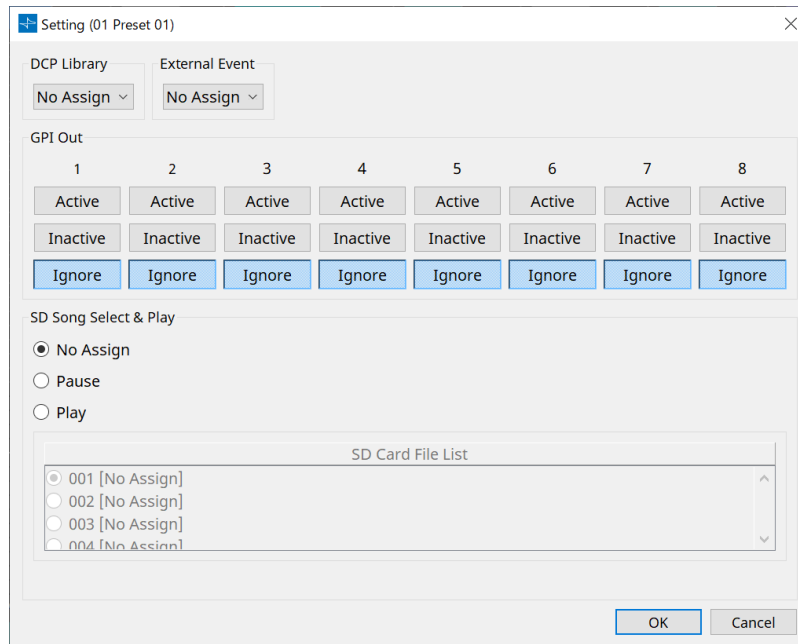 Setting (01 Preset 01)
DCP Library External Event
No Assign No Assign
GPI Out
1 2 3 4 5 6 7 8
Active Active Active Active Active Active Active Active
Inactive Inactive Inactive Inactive Inactive Inactive Inactive Inactive
Ignore Ignore Ignore Ignore Ignore Ignore Ignore Ignore
SD Song Select & Play
No Assign
Pause
Play
SD Card File List
001 [No Assign]
002 [No Assign]
003 [No Assign]
004 [No Assign]
OK Cancel